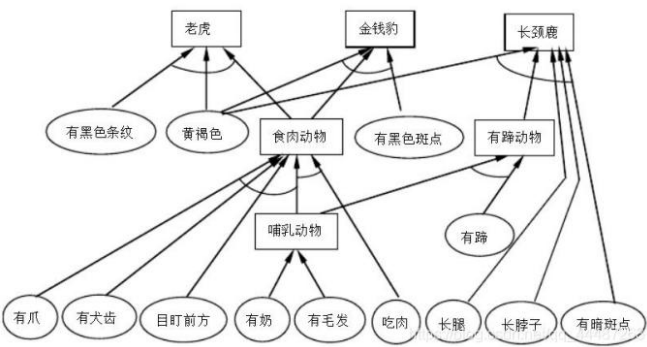 老虎
金钱豹
长颈鹿
有黑色条纹
黄褐色
食肉动物
有黑色斑点
有蹄动物
哺乳动物
有蹄
有爪
有犬齿
目盯前方
有奶
有毛发
吃肉
长腿
长脖子
有暗斑点